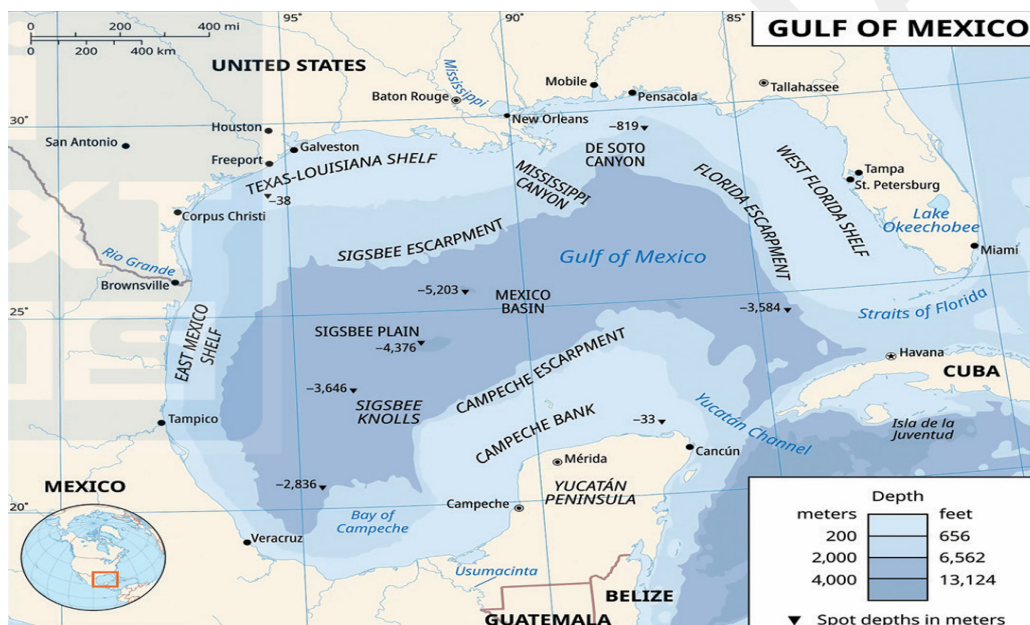 0 200 400 mi
0 200 400 km
95°
90°
85°
GULF OF MEXICO
UNITED STATES
Mississippi
Baton Rouge
Mobile
Pensacola
Tallahassee
30°
Houston
New Orleans
−819
San Antonio
Galveston
DE SOTO
CANYON
Freeport
TEXAS-LOUISIANA SHELF
MISSISSIPPI
CANYON
FLORIDA ESCARPMENT
WEST FLORIDA SHELF
Tampa
St. Petersburg
−38
Corpus Christi
Lake
Okeechobee
SIGSBEE ESCARPMENT
Gulf of Mexico
Miami
Rio Grande
Brownsville
−5,203
MEXICO
BASIN
−3,584
Straits of Florida
25°
EAST MEXICO
SHELF
SIGSBEE PLAIN
−4,376
CAMPECHE ESCARPMENT
Havana
CUBA
−3,646
SIGSBEE
KNOLLS
CAMPECHE BANK
−33
Yucatán Channel
Isla de la
Juventud
Tampico
Cancún
Mérida
MEXICO
−2,836
YUCATÁN
PENINSULA
20°
Bay of
Campeche
Campeche
Veracruz
Usumacinta
BELIZE
GUATEMALA
Depth
meters feet
200 656
2,000 6,562
4,000 13,124
Spot depths in meters